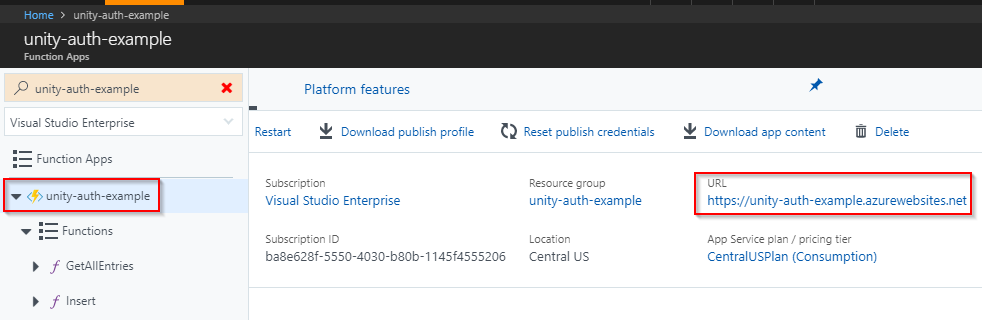 Home > unity-auth-example
unity-auth-example
Function Apps
unity-auth-example
Visual Studio Enterprise
Function Apps
unity-auth-example
Functions
GetAllEntries
Insert
Platform features
Restart Download publish profile Reset publish credentials Download app content Delete
Subscription Resource group URL
Visual Studio Enterprise unity-auth-example https://unity-auth-example.azurewebsites.net
Subscription ID Location App Service plan / pricing tier
ba8e628f-5550-4030-b80b-1145f4555206 Central US CentralUSPlan (Consumption)